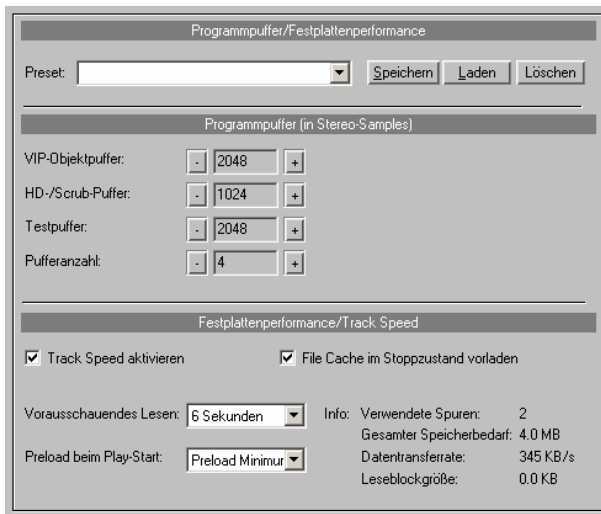 Programmpuffer/Festplattenperformance
Preset: Speichern Laden Löschen
Programmpuffer (in Stereo-Samples)
VIP-Objektpuffer: - 2048 +
HD-/Scrub-Puffer: - 1024 +
Testpuffer: - 2048 +
Pufferanzahl: - 4 +
Festplattenperformance/Track Speed
Track Speed aktivieren File Cache im Stoppzustand vorladen
Vorausschauendes Lesen: 6 Sekunden Info: Verwendete Spuren: 2
Gesamter Speicherbedarf: 4.0 MB
Preload beim Play-Start: Preload Minimur Datentransferrate: 345 KB/s
Leseblockgröße: 0.0 KB